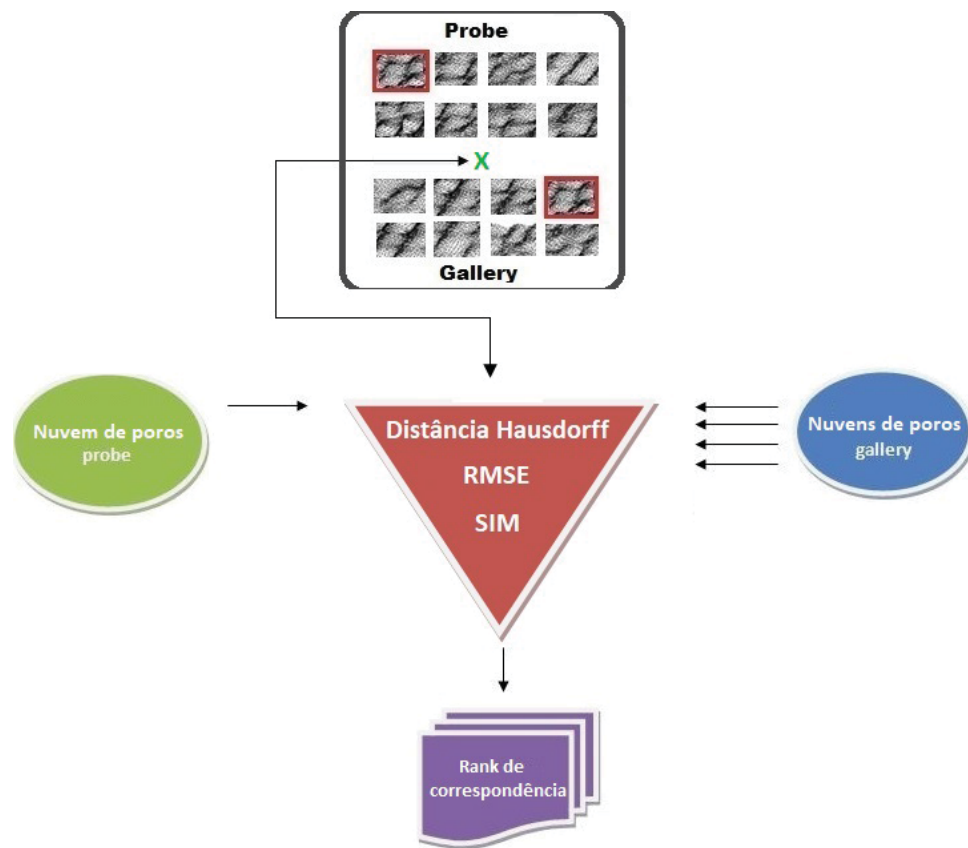 Probe
X
Gallery
Nuvem de poros
probe
Distância Hausdorff
RMSE
SIM
Nuvens de poros
gallery
Rank de
correspondência